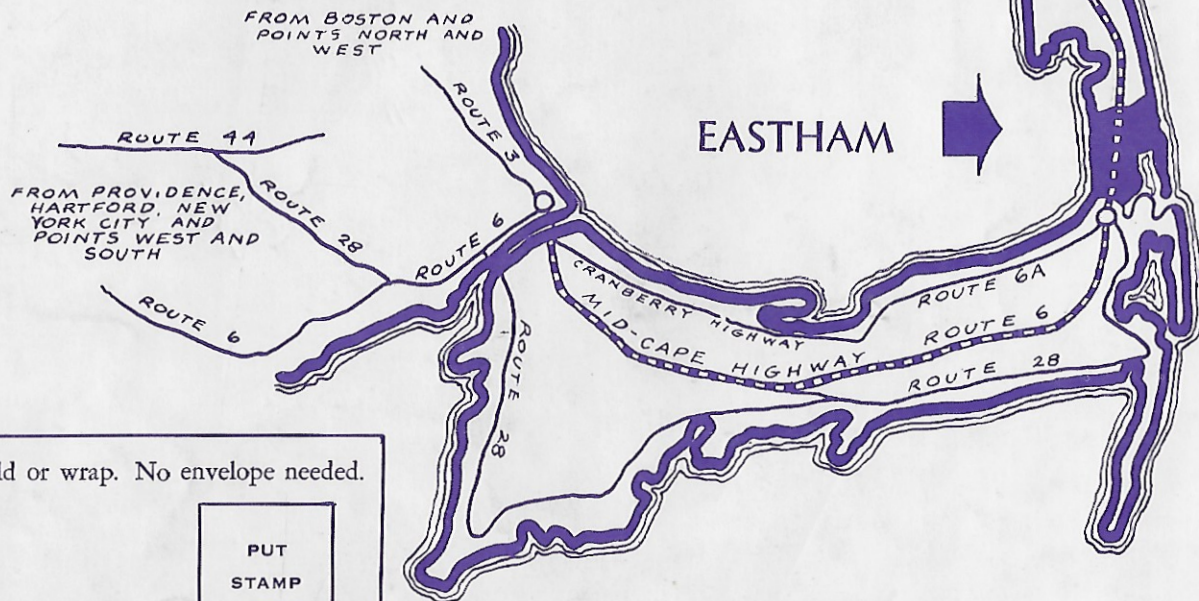 FROM BOSTON AND
POINTS NORTH AND
WEST
ROUTE 3
EASTHAM
ROUTE 44
FROM PROVIDENCE,
HARTFORD, NEW
YORK CITY AND
POINTS WEST AND
SOUTH
ROUTE 28
ROUTE 6
ROUTE 6
CRANBERRY HIGHWAY
ROUTE 6A
MID-CAPE HIGHWAY
ROUTE 6
ROUTE 28
ROUTE 28
ld or wrap. No envelope needed.
PUT
STAMP